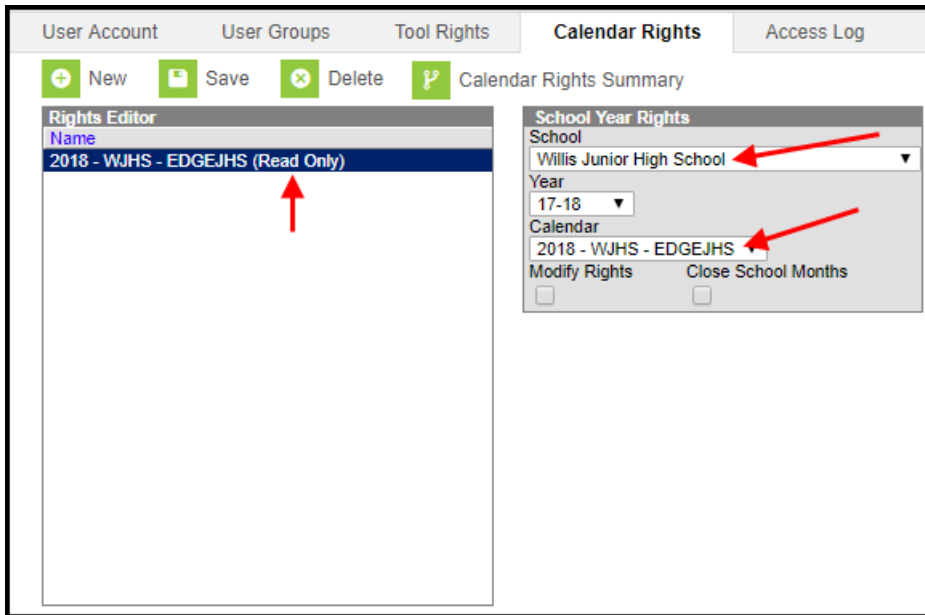 User Account User Groups Tool Rights Calendar Rights Access Log
New Save Delete Calendar Rights Summary
Rights Editor
Name
2018 - WJHS - EDGEJHS (Read Only)
School Year Rights
School
Willis Junior High School
Year
17-18
Calendar
2018 - WJHS - EDGEJHS
Modify Rights Close School Months